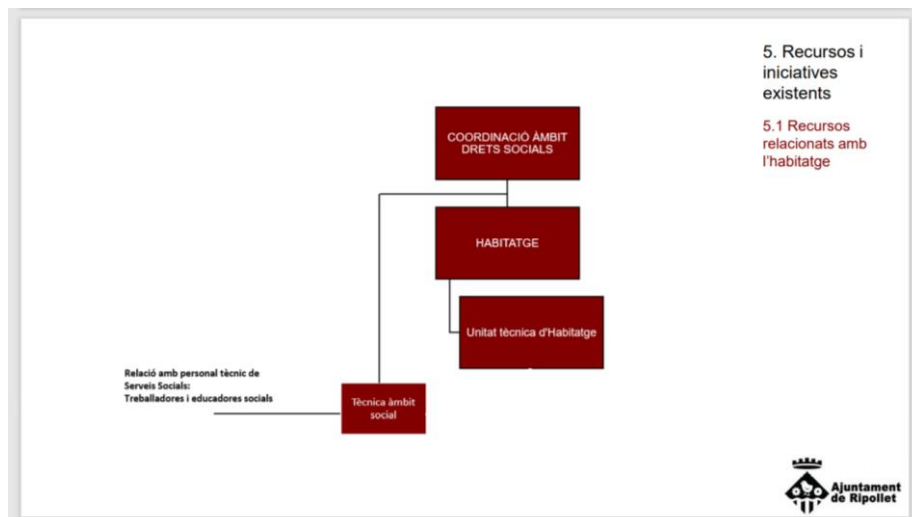 5. Recursos i
iniciatives
existents
5.1 Recursos
relacionats amb
l'habitatge
COORDINACIÓ ÀMBIT
DRETS SOCIALS
HABITATGE
Unitat tècnica d'Habitatge
Relació amb personal tècnic de
Serveis Socials:
Treballadores i educadores socials
Tècnica àmbit
social
Ajuntament
de Ripollet